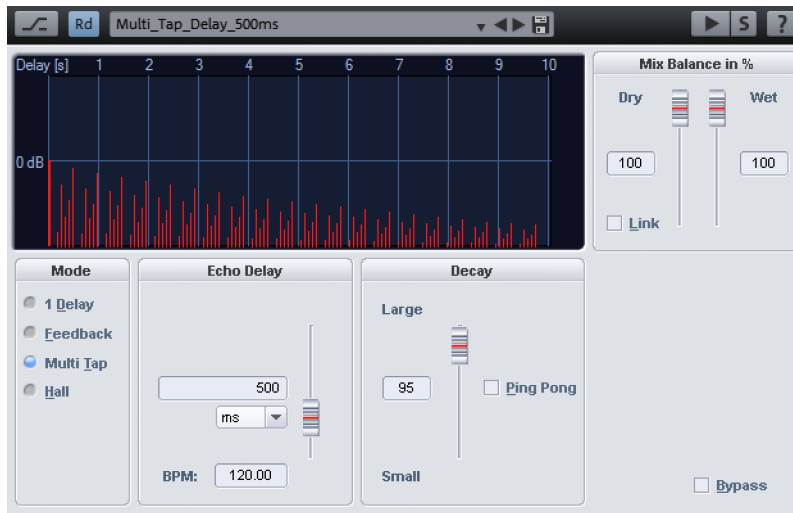 Rd Multi_Tap_Delay_500ms S ?
Delay [s] 1 2 3 4 5 6 7 8 9 10
0 dB
Mix Balance in %
Dry Wet
100 100
Link
Mode
1 Delay
Feedback
Multi Tap
Hall
Echo Delay
500
ms
BPM: 120.00
Decay
Large
95 Ping Pong
Small
Bypass